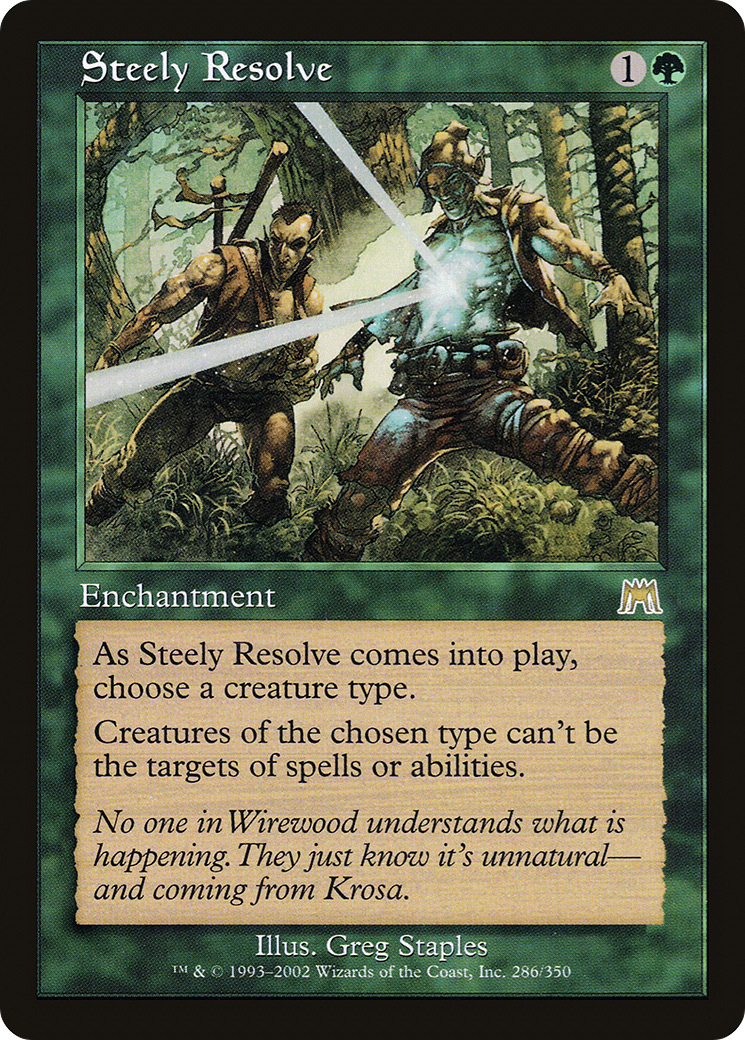 Steely Resolve 1
Enchantment
As Steely Resolve comes into play,
choose a creature type.
Creatures of the chosen type can't be
the targets of spells or abilities.
No one in Wirewood understands what is
happening. They just know it's unnatural—
and coming from Krosa.
Illus. Greg Staples
™ & © 1993–2002 Wizards of the Coast, Inc. 286/350